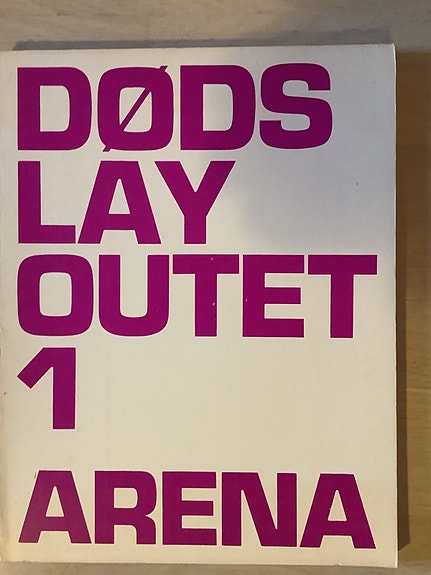 DØDS
LAY
OUTET
1
ARENA